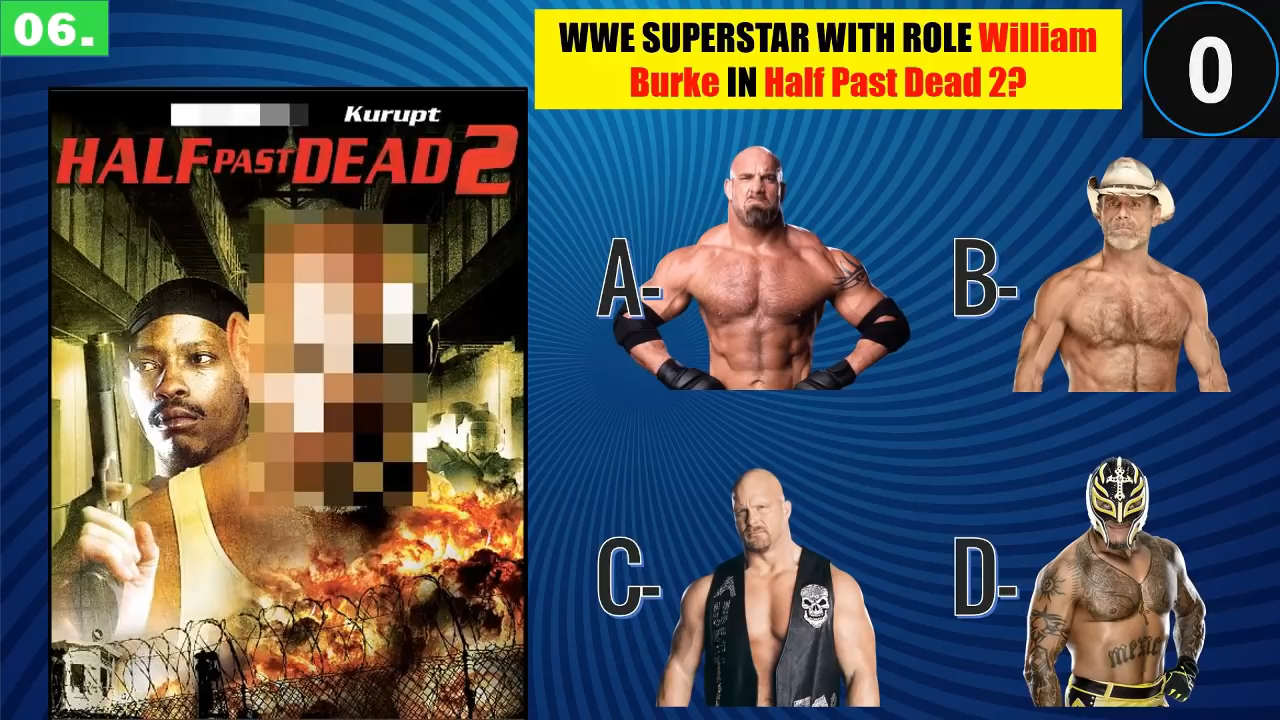 06.
WWE SUPERSTAR WITH ROLE William
Burke IN Half Past Dead 2?
0
Kurupt
HALF PAST DEAD 2
A-
B-
C-
D-